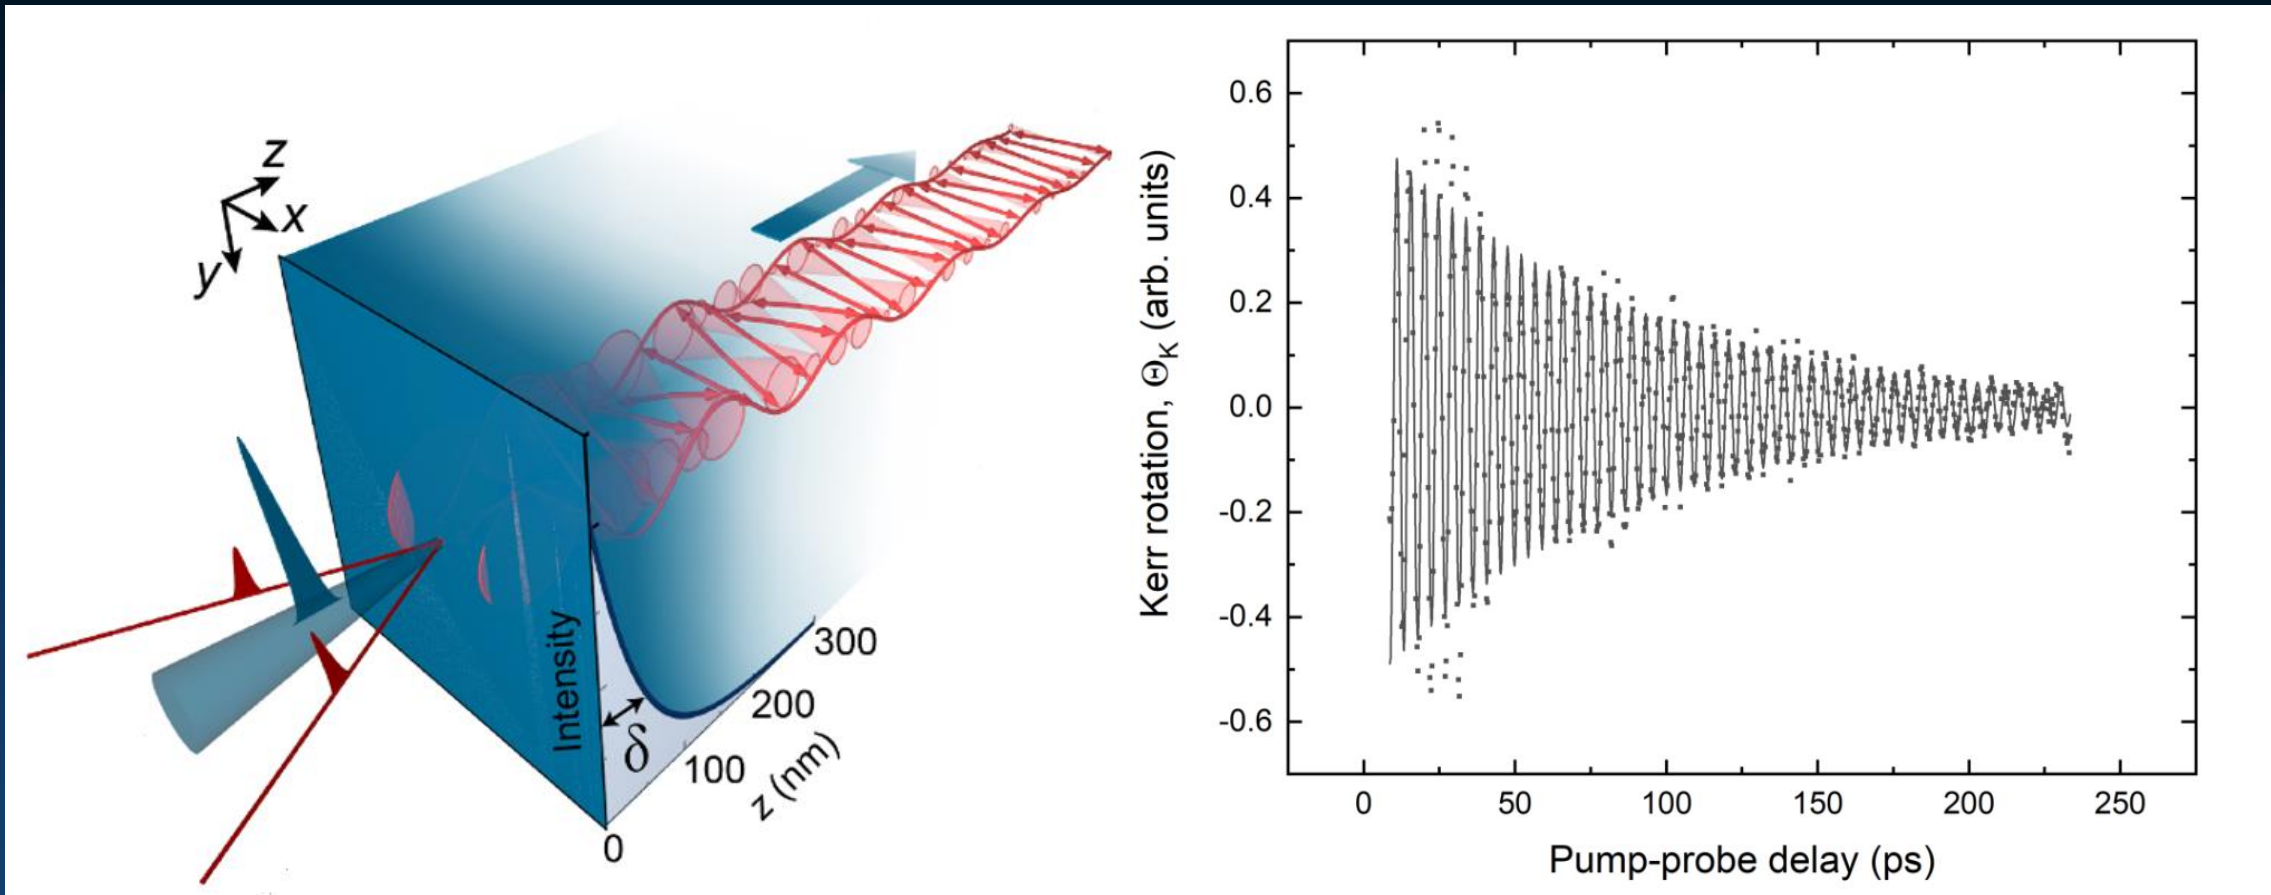 z
x
y
Intensity
δ
0
100
200
300
z (nm)
Kerr rotation, Θ_K (arb. units)
0.6
0.4
0.2
0.0
-0.2
-0.4
-0.6
0 50 100 150 200 250
Pump-probe delay (ps)